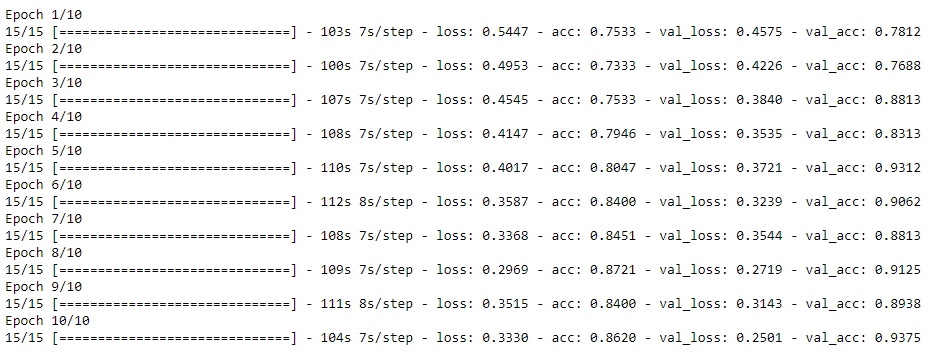 Epoch 1/10
15/15 [==============================] - 103s 7s/step - loss: 0.5447 - acc: 0.7533 - val_loss: 0.4575 - val_acc: 0.7812
Epoch 2/10
15/15 [==============================] - 100s 7s/step - loss: 0.4953 - acc: 0.7333 - val_loss: 0.4226 - val_acc: 0.7688
Epoch 3/10
15/15 [==============================] - 107s 7s/step - loss: 0.4545 - acc: 0.7533 - val_loss: 0.3840 - val_acc: 0.8813
Epoch 4/10
15/15 [==============================] - 108s 7s/step - loss: 0.4147 - acc: 0.7946 - val_loss: 0.3535 - val_acc: 0.8313
Epoch 5/10
15/15 [==============================] - 110s 7s/step - loss: 0.4017 - acc: 0.8047 - val_loss: 0.3721 - val_acc: 0.9312
Epoch 6/10
15/15 [==============================] - 112s 8s/step - loss: 0.3587 - acc: 0.8400 - val_loss: 0.3239 - val_acc: 0.9062
Epoch 7/10
15/15 [==============================] - 108s 7s/step - loss: 0.3368 - acc: 0.8451 - val_loss: 0.3544 - val_acc: 0.8813
Epoch 8/10
15/15 [==============================] - 109s 7s/step - loss: 0.2969 - acc: 0.8721 - val_loss: 0.2719 - val_acc: 0.9125
Epoch 9/10
15/15 [==============================] - 111s 8s/step - loss: 0.3515 - acc: 0.8400 - val_loss: 0.3143 - val_acc: 0.8938
Epoch 10/10
15/15 [==============================] - 104s 7s/step - loss: 0.3330 - acc: 0.8620 - val_loss: 0.2501 - val_acc: 0.9375